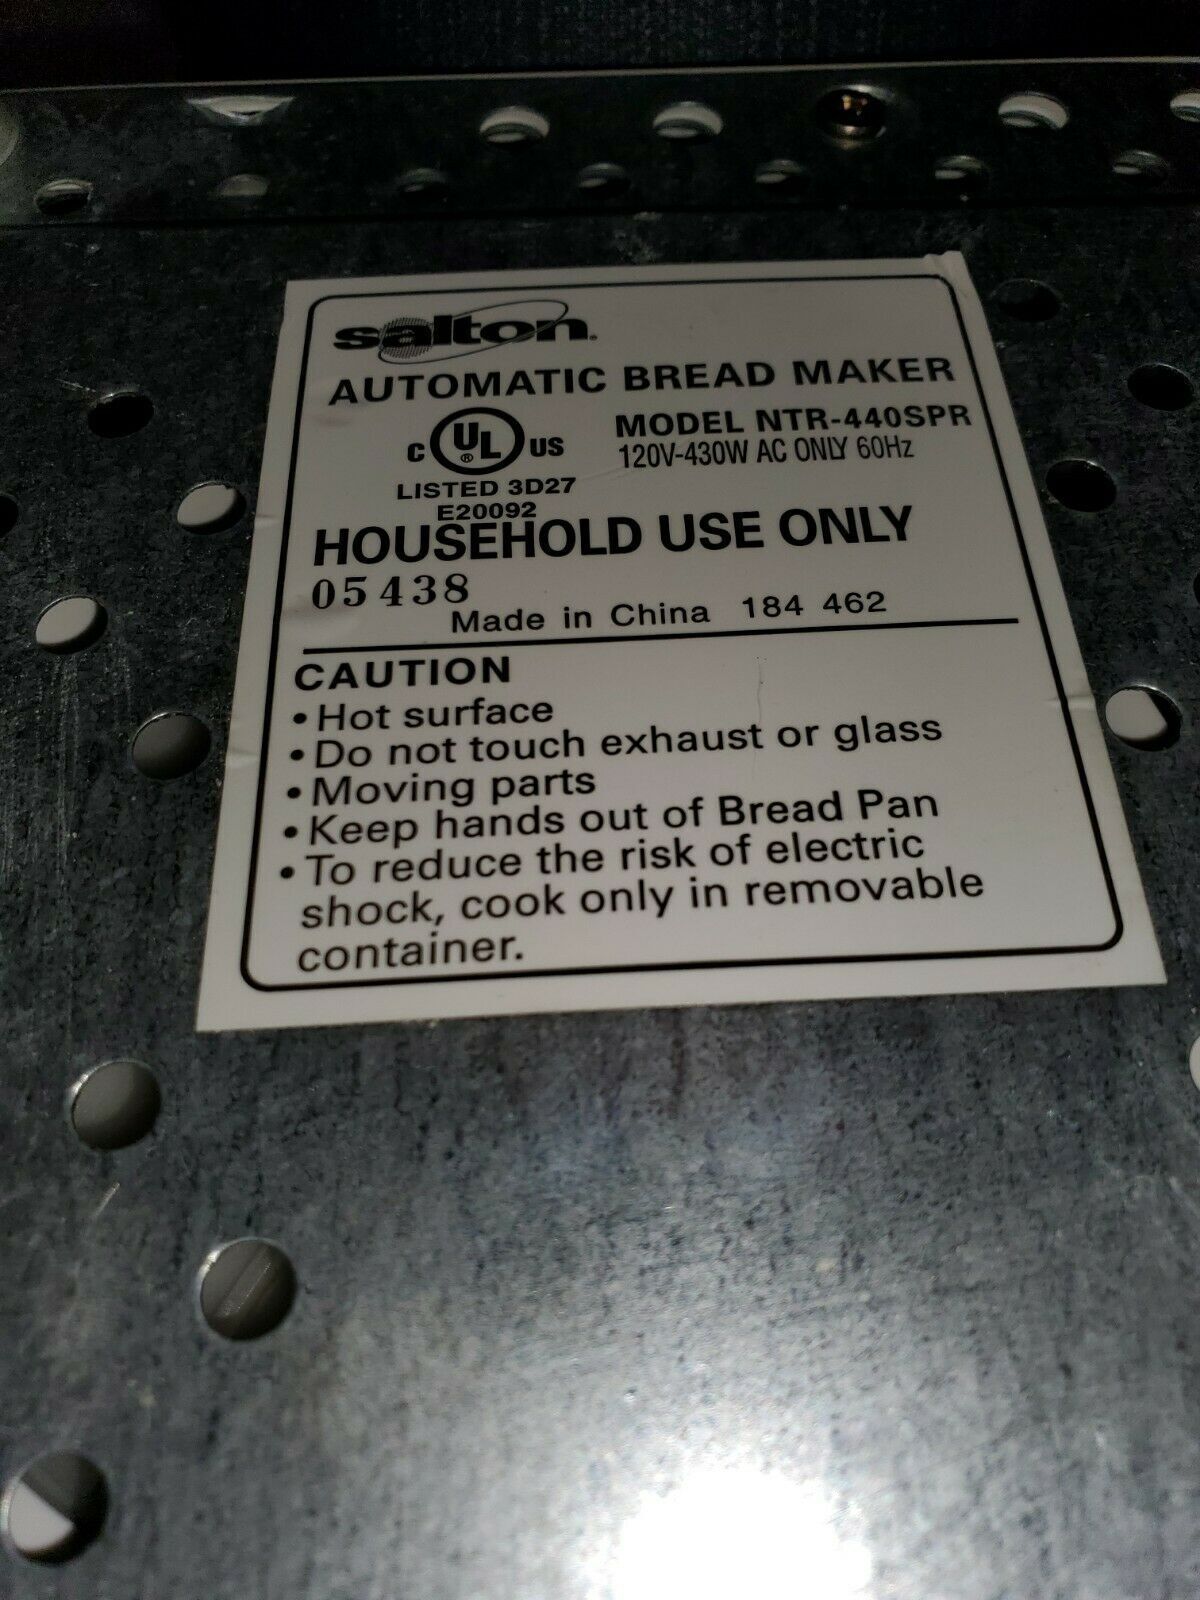 salton®
AUTOMATIC BREAD MAKER
C UL® US
MODEL NTR-440SPR
120V-430W AC ONLY 60Hz
LISTED 3D27
E20092
HOUSEHOLD USE ONLY
05438
Made in China 184 462
CAUTION
• Hot surface
• Do not touch exhaust or glass
• Moving parts
• Keep hands out of Bread Pan
• To reduce the risk of electric
shock, cook only in removable
container.